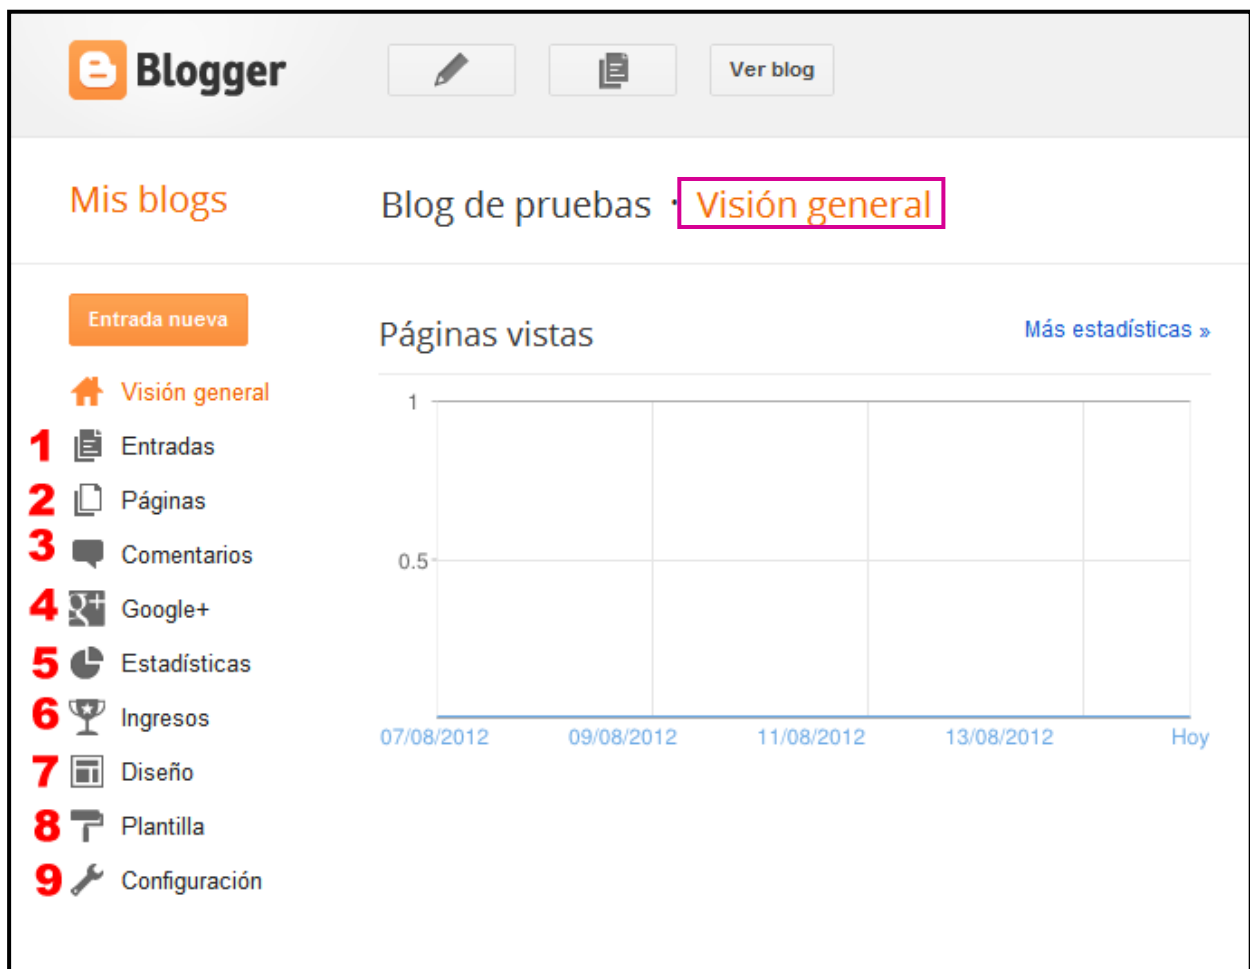 Blogger
Ver blog
Mis blogs
Blog de pruebas · Visión general
Entrada nueva
Visión general
1 Entradas
2 Páginas
3 Comentarios
4 Google+
5 Estadísticas
6 Ingresos
7 Diseño
8 Plantilla
9 Configuración
Páginas vistas
Más estadísticas »
1
0.5
07/08/2012 09/08/2012 11/08/2012 13/08/2012 Hoy